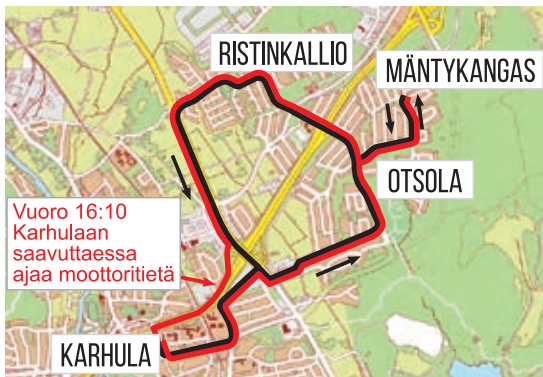 RISTINKALLIO
MÄNTYKANGAS
OTSOLA
Vuoro 16:10
Karhulaan
saavuttaessa
ajaa moottoritietä
KARHULA